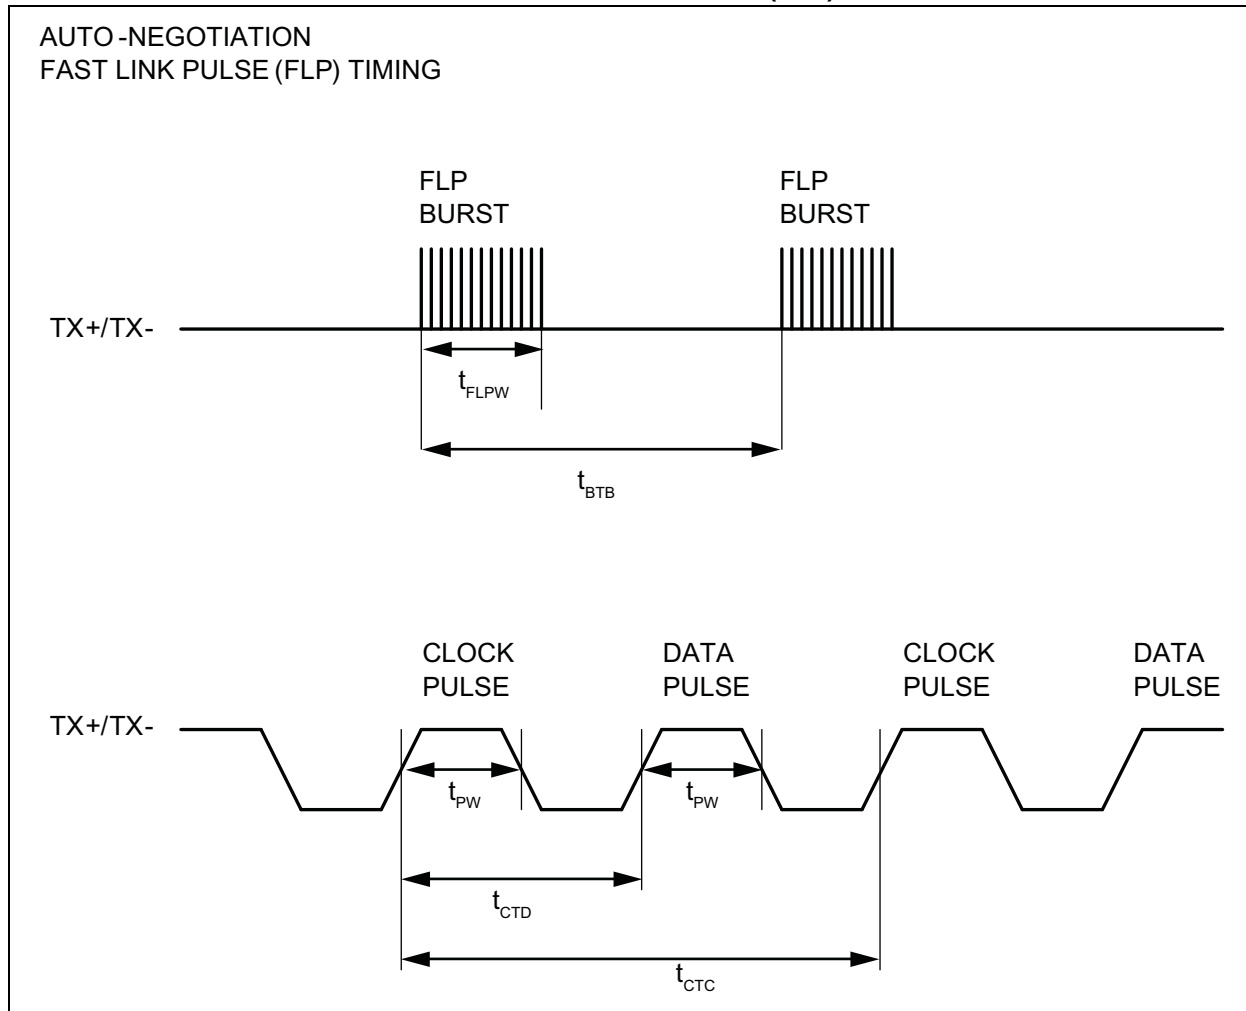 AUTO-NEGOTIATION
FAST LINK PULSE (FLP) TIMING
FLP
BURST
FLP
BURST
TX+/TX-
tFLPW
tBTB
CLOCK
PULSE
DATA
PULSE
CLOCK
PULSE
DATA
PULSE
TX+/TX-
tPW
tPW
tCTD
tCTC